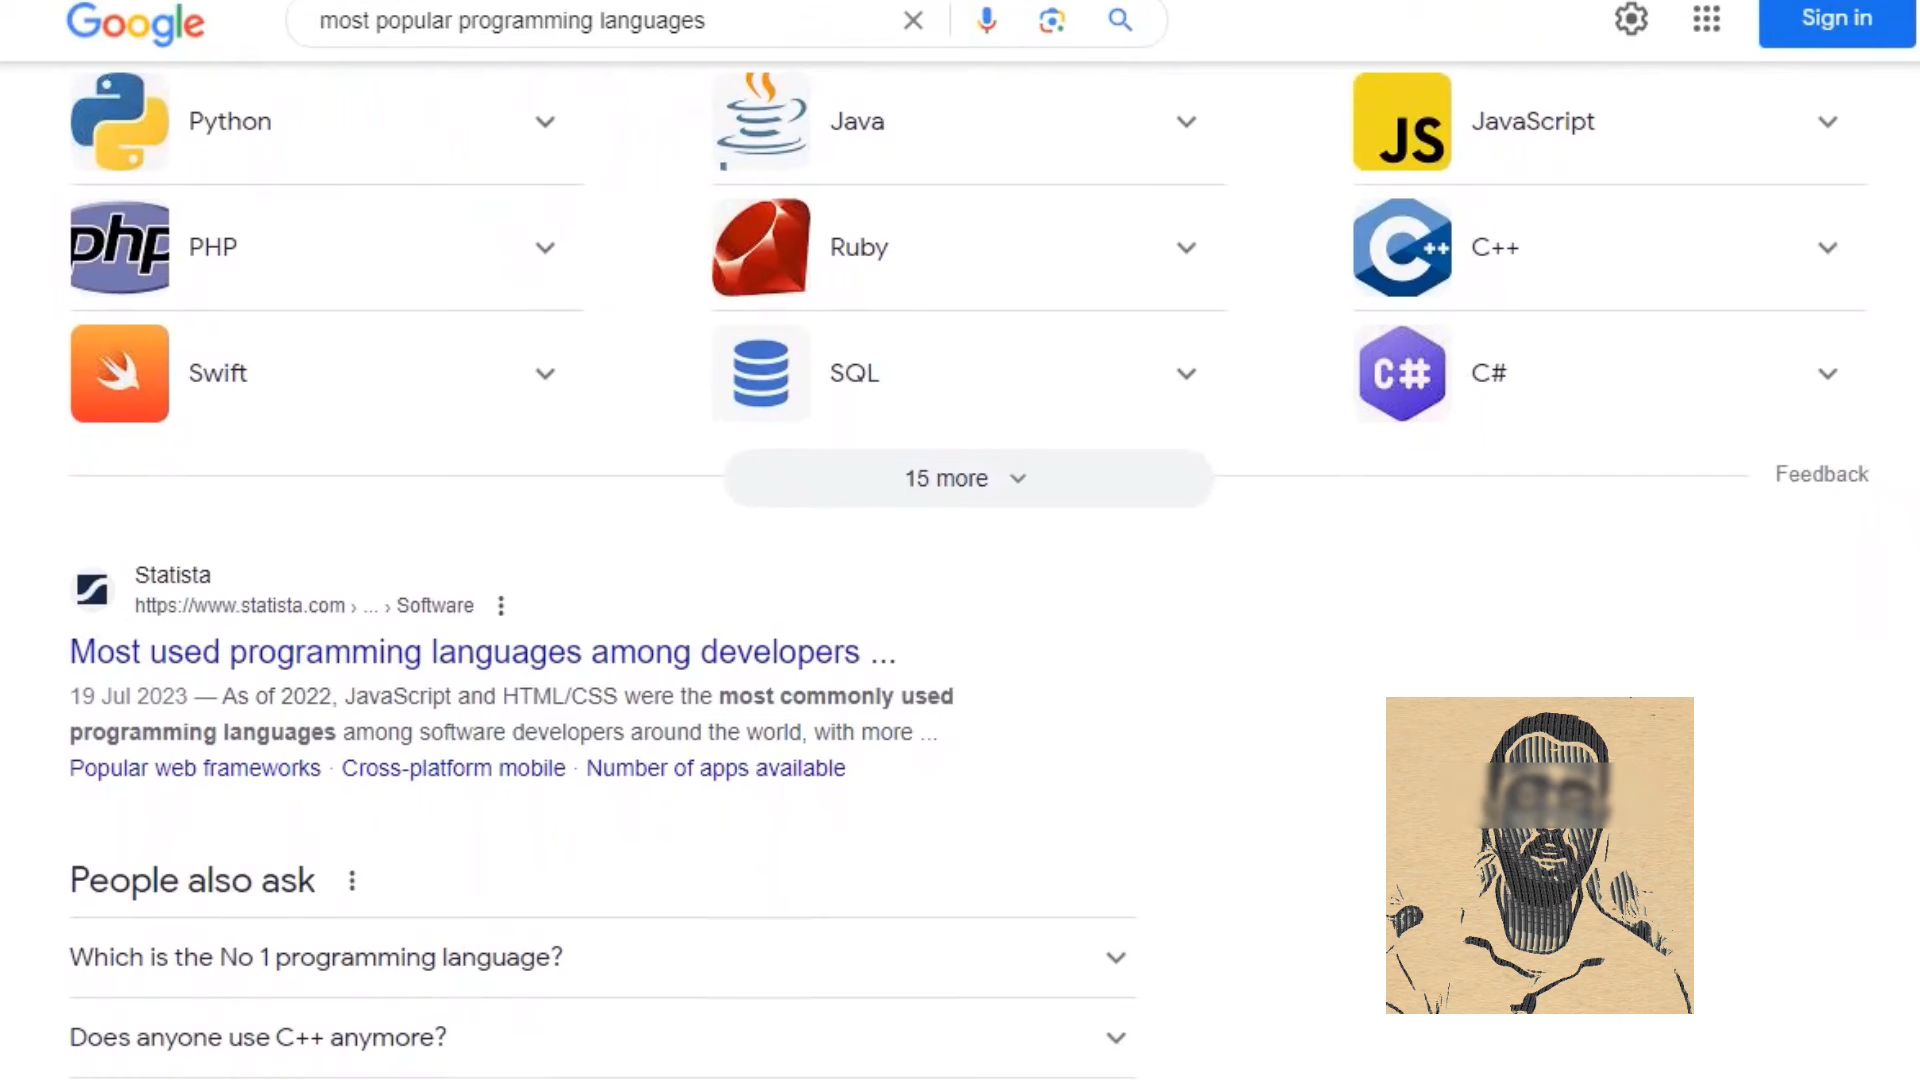 Google
most popular programming languages
Sign in
Python
Java
JS
JavaScript
php
PHP
Ruby
C++
C++
Swift
SQL
C#
C#
15 more
Feedback
Statista
https://www.statista.com › ... › Software
Most used programming languages among developers ...
19 Jul 2023 — As of 2022, JavaScript and HTML/CSS were the most commonly used
programming languages among software developers around the world, with more ...
Popular web frameworks · Cross-platform mobile · Number of apps available
People also ask
Which is the No 1 programming language?
Does anyone use C++ anymore?